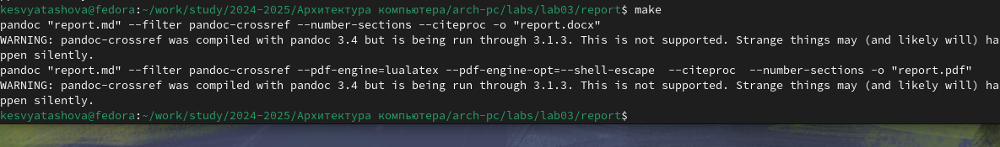 kesvyatashova@fedora:~/work/study/2024-2025/Архитектура компьютера/arch-pc/labs/lab03/report$ make
pandoc "report.md" --filter pandoc-crossref --number-sections --citeproc -o "report.docx"
WARNING: pandoc-crossref was compiled with pandoc 3.4 but is being run through 3.1.3. This is not supported. Strange things may (and likely will) ha
ppen silently.
pandoc "report.md" --filter pandoc-crossref --pdf-engine=lualatex --pdf-engine-opt=--shell-escape  --citeproc  --number-sections -o "report.pdf"
WARNING: pandoc-crossref was compiled with pandoc 3.4 but is being run through 3.1.3. This is not supported. Strange things may (and likely will) ha
ppen silently.
kesvyatashova@fedora:~/work/study/2024-2025/Архитектура компьютера/arch-pc/labs/lab03/report$